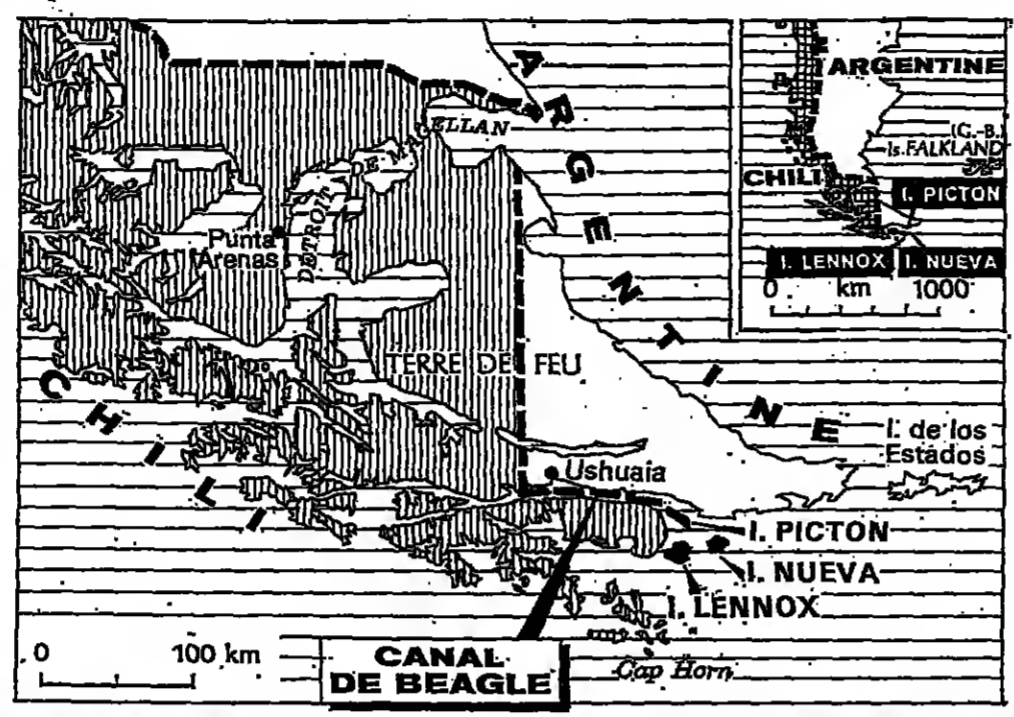 ARGENTINE
(G.-B.)
Is. FALKLAND
CHILI
I. PICTON
I. LENNOX
I. NUEVA
0 km 1000
ARGENTINE
DETROIT DE MAGELLAN
Punta
Arenas
TERRE DE FEU
CHILI
I. de los
Estados
Ushuaia
I. PICTON
I. NUEVA
I. LENNOX
0 100 km
CANAL
DE BEAGLE
Cap Horn